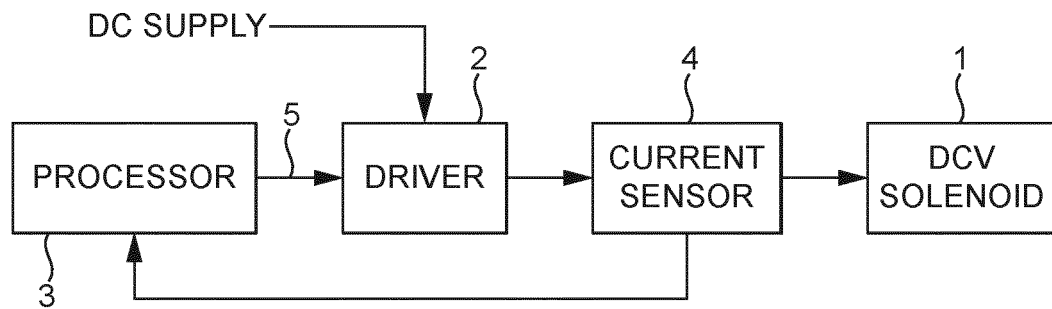 DC SUPPLY
2
4
1
5
PROCESSOR
DRIVER
CURRENT
SENSOR
DCV
SOLENOID
3